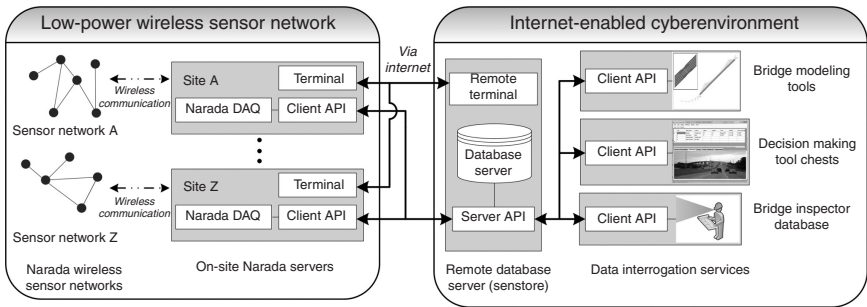 Low-power wireless sensor network
Internet-enabled cyberenvironment
Via
internet
Wireless
communication
Sensor network A
Site A
Terminal
Narada DAQ
Client API
Wireless
communication
Sensor network Z
Site Z
Terminal
Narada DAQ
Client API
Narada wireless
sensor networks
On-site Narada servers
Remote
terminal
Database
server
Server API
Remote database
server (senstore)
Client API
Bridge modeling
tools
Client API
Decision making
tool chests
Client API
Bridge inspector
database
Data interrogation services